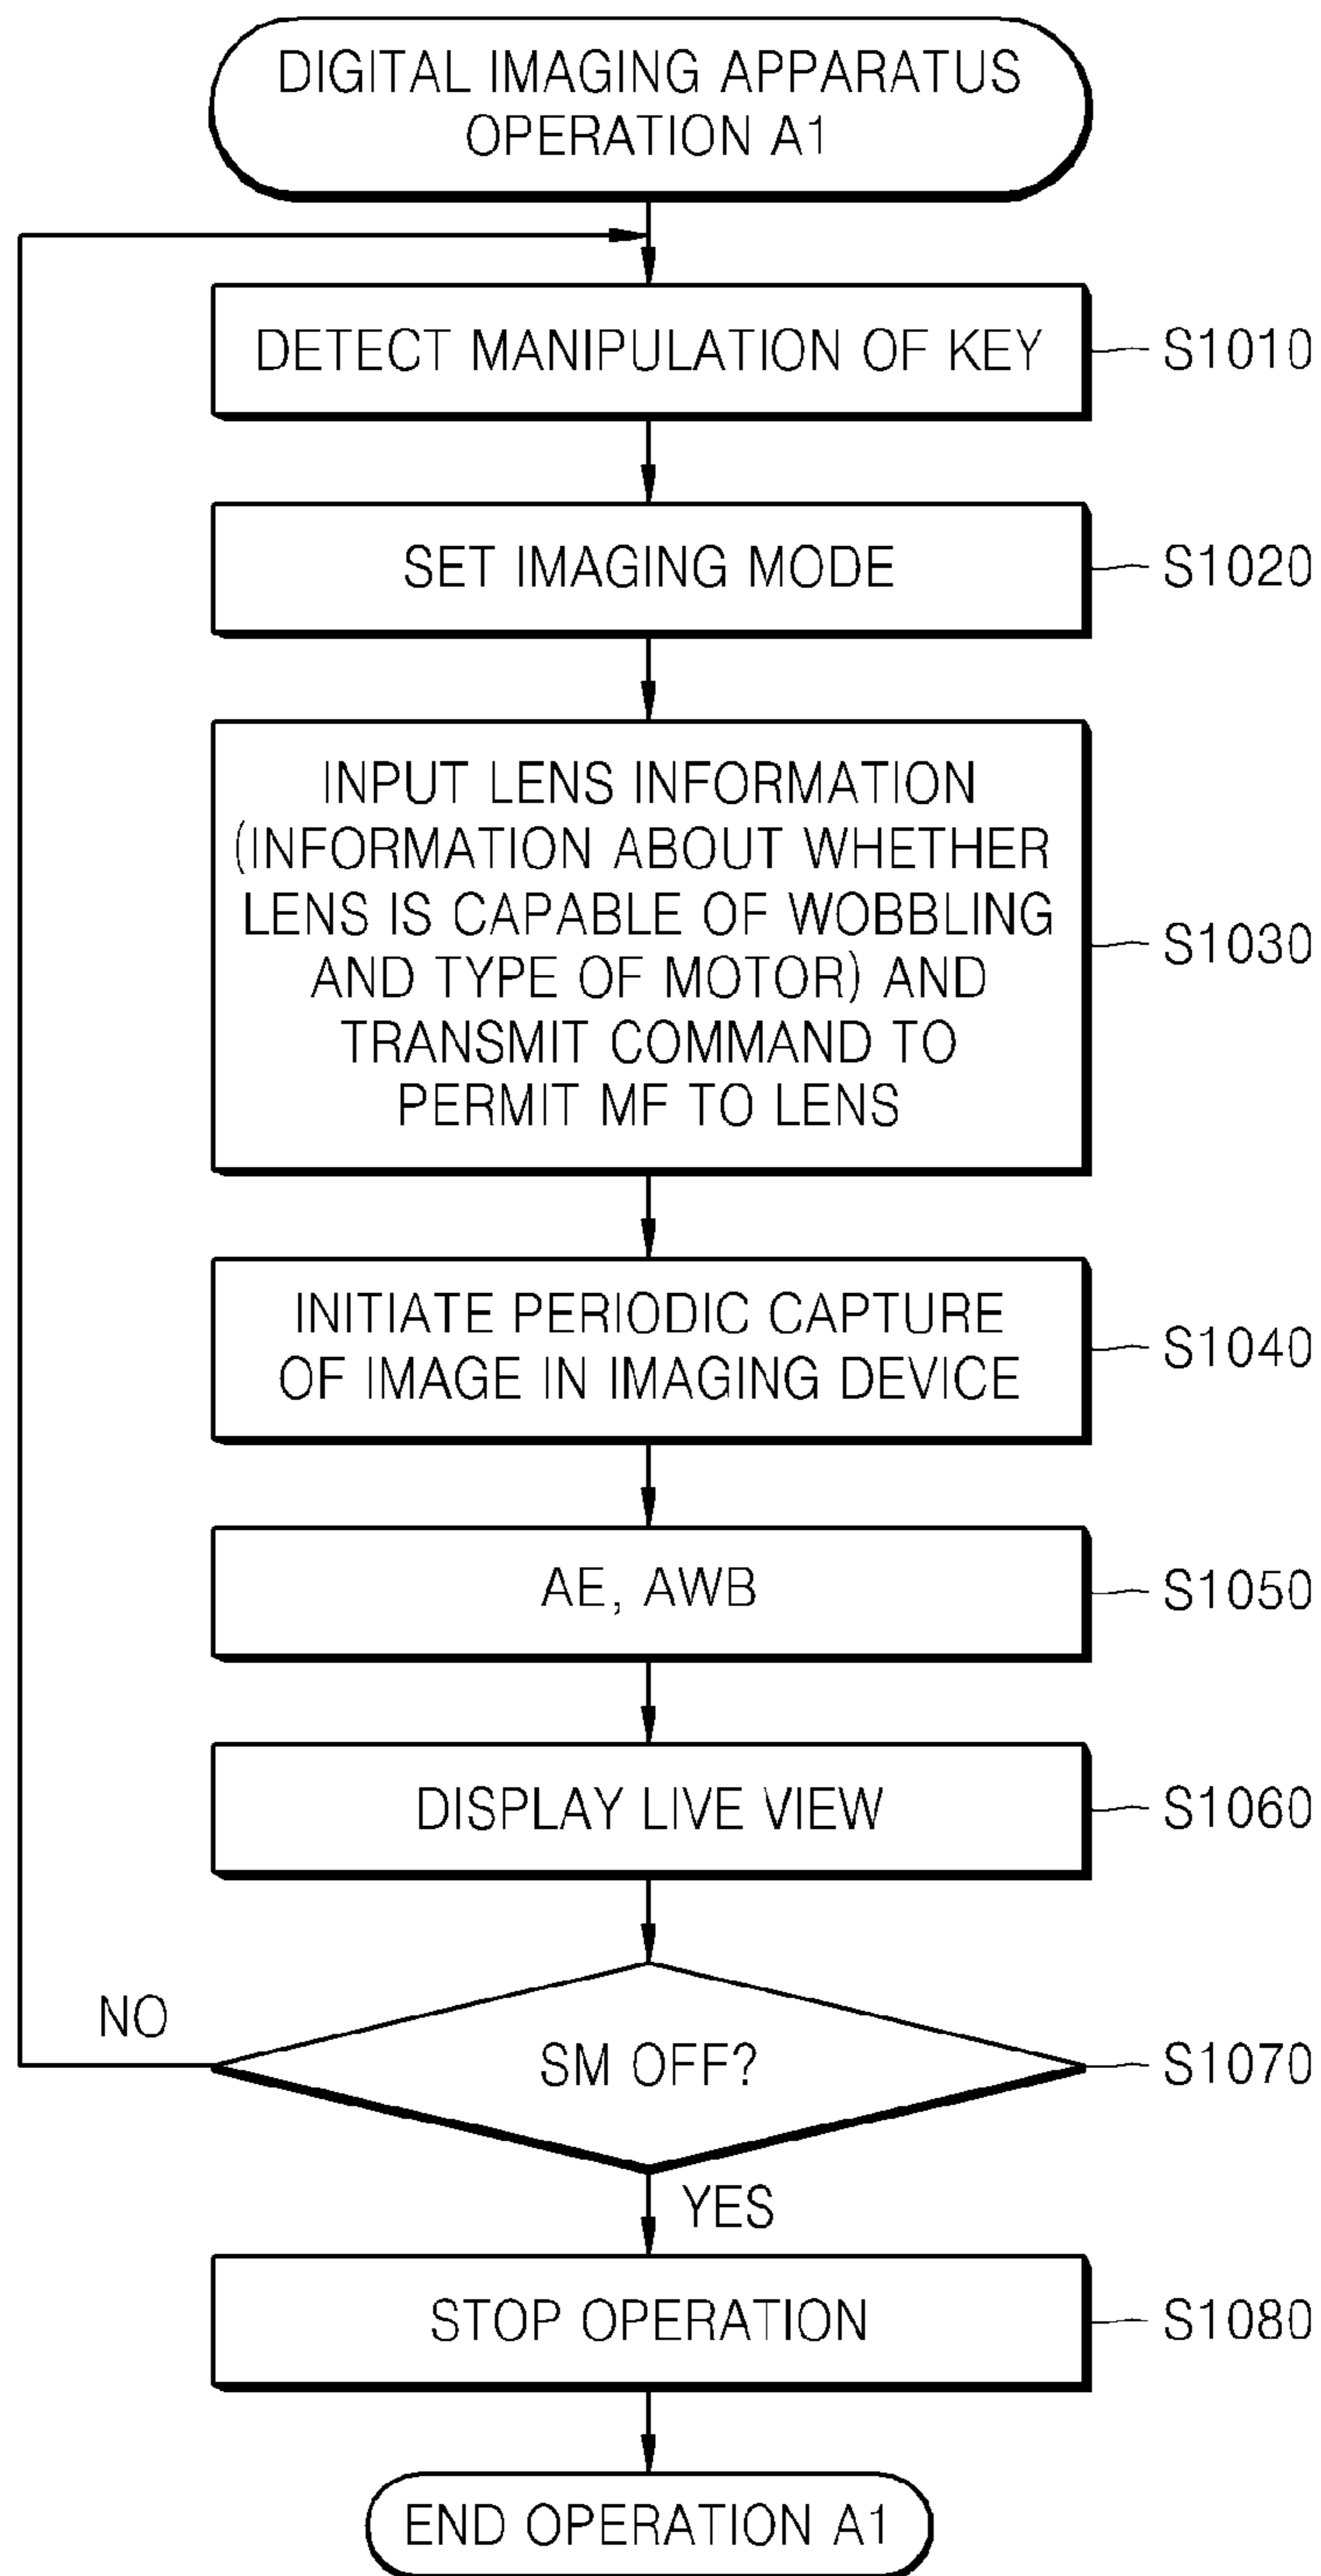 DIGITAL IMAGING APPARATUS
OPERATION A1
DETECT MANIPULATION OF KEY
S1010
SET IMAGING MODE
S1020
INPUT LENS INFORMATION
(INFORMATION ABOUT WHETHER
LENS IS CAPABLE OF WOBBLING
AND TYPE OF MOTOR) AND
TRANSMIT COMMAND TO
PERMIT MF TO LENS
S1030
INITIATE PERIODIC CAPTURE
OF IMAGE IN IMAGING DEVICE
S1040
AE, AWB
S1050
DISPLAY LIVE VIEW
S1060
NO
SM OFF?
S1070
YES
STOP OPERATION
S1080
END OPERATION A1